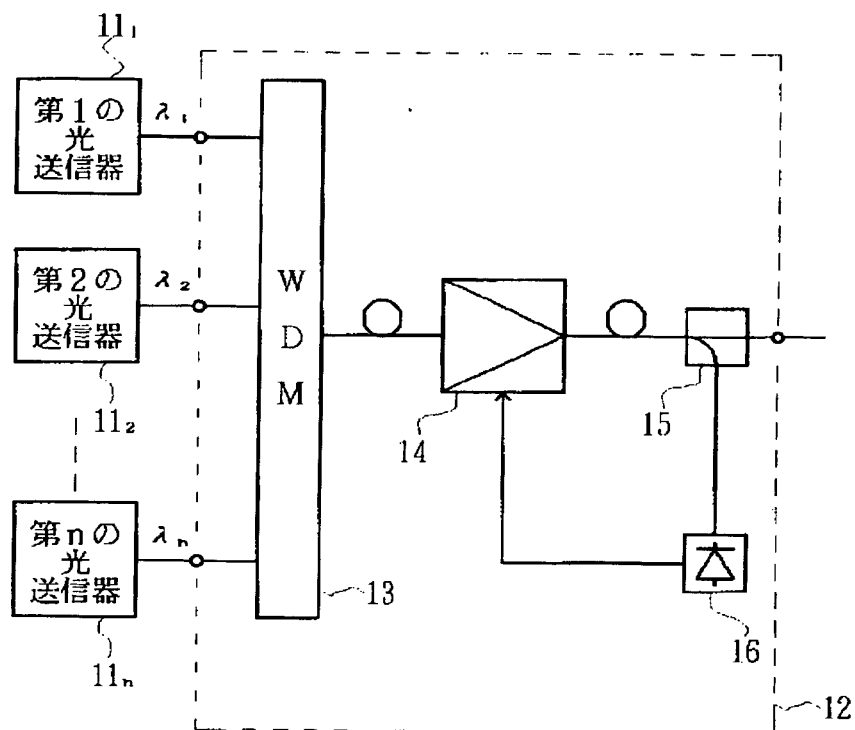 11₁
第1の
光
送信器
λ₁
第2の
光
送信器
λ₂
11₂
第nの
光
送信器
λₙ
11ₙ
W
D
M
13
14
15
16
12